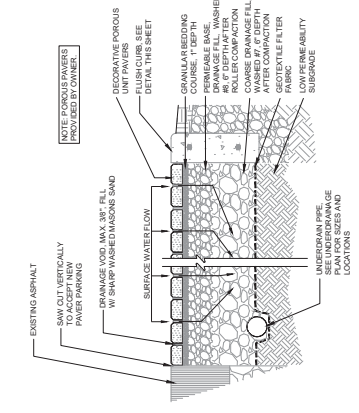 NOTE: POROUS PAVERS
PROVIDED BY OWNER.
EXISTING ASPHALT
SAW CUT VERTICALLY
TO ACCEPT NEW
PAVER PARKING
DRAINAGE VOID. MAX. 3/8". FILL
W/ SHARP WASHED MASONS SAND
SURFACE WATER FLOW
DECORATIVE POROUS
UNIT PAVERS
FLUSH CURB, SEE
DETAIL THIS SHEET
GRANULAR BEDDING
COURSE, 1" DEPTH
PERMEABLE BASE,
DRAINAGE FILL, WASHED
#8, 6" DEPTH AFTER
ROLLER COMPACTION
COARSE DRAINAGE FILL
WASHED #7, 6" DEPTH
AFTER COMPACTION
GEOTEXTILE FILTER
FABRIC
LOW PERMEABILITY
SUBGRADE
UNDERDRAIN PIPE,
SEE UNDERDRAINAGE
PLAN FOR SIZES AND
LOCATIONS